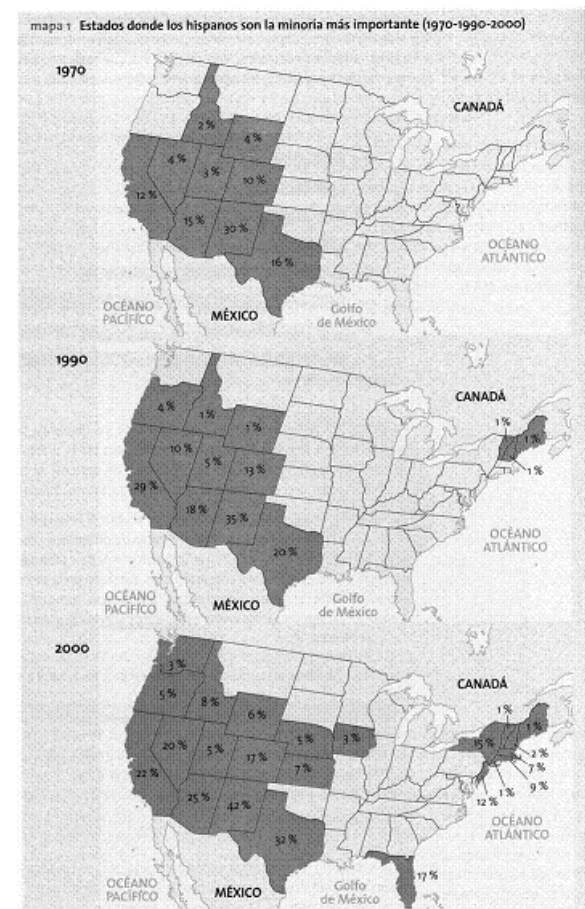 mapa 1 Estados donde los hispanos son la minoría más importante (1970-1990-2000)
1970
CANADÁ
2 %
4 %
4 %
3 %
10 %
12 %
15 %
30 %
16 %
OCÉANO
ATLÁNTICO
OCÉANO
PACÍFICO
MÉXICO
Golfo
de México
1990
CANADÁ
4 %
1 %
1 %
1 %
1 %
1 %
10 %
5 %
13 %
29 %
18 %
35 %
20 %
OCÉANO
ATLÁNTICO
OCÉANO
PACÍFICO
MÉXICO
Golfo
de México
2000
CANADÁ
3 %
5 %
8 %
6 %
5 %
3 %
1 %
1 %
15 %
2 %
7 %
9 %
1 %
12 %
20 %
5 %
17 %
7 %
22 %
25 %
42 %
32 %
17 %
OCÉANO
ATLÁNTICO
OCÉANO
PACÍFICO
MÉXICO
Golfo
de México